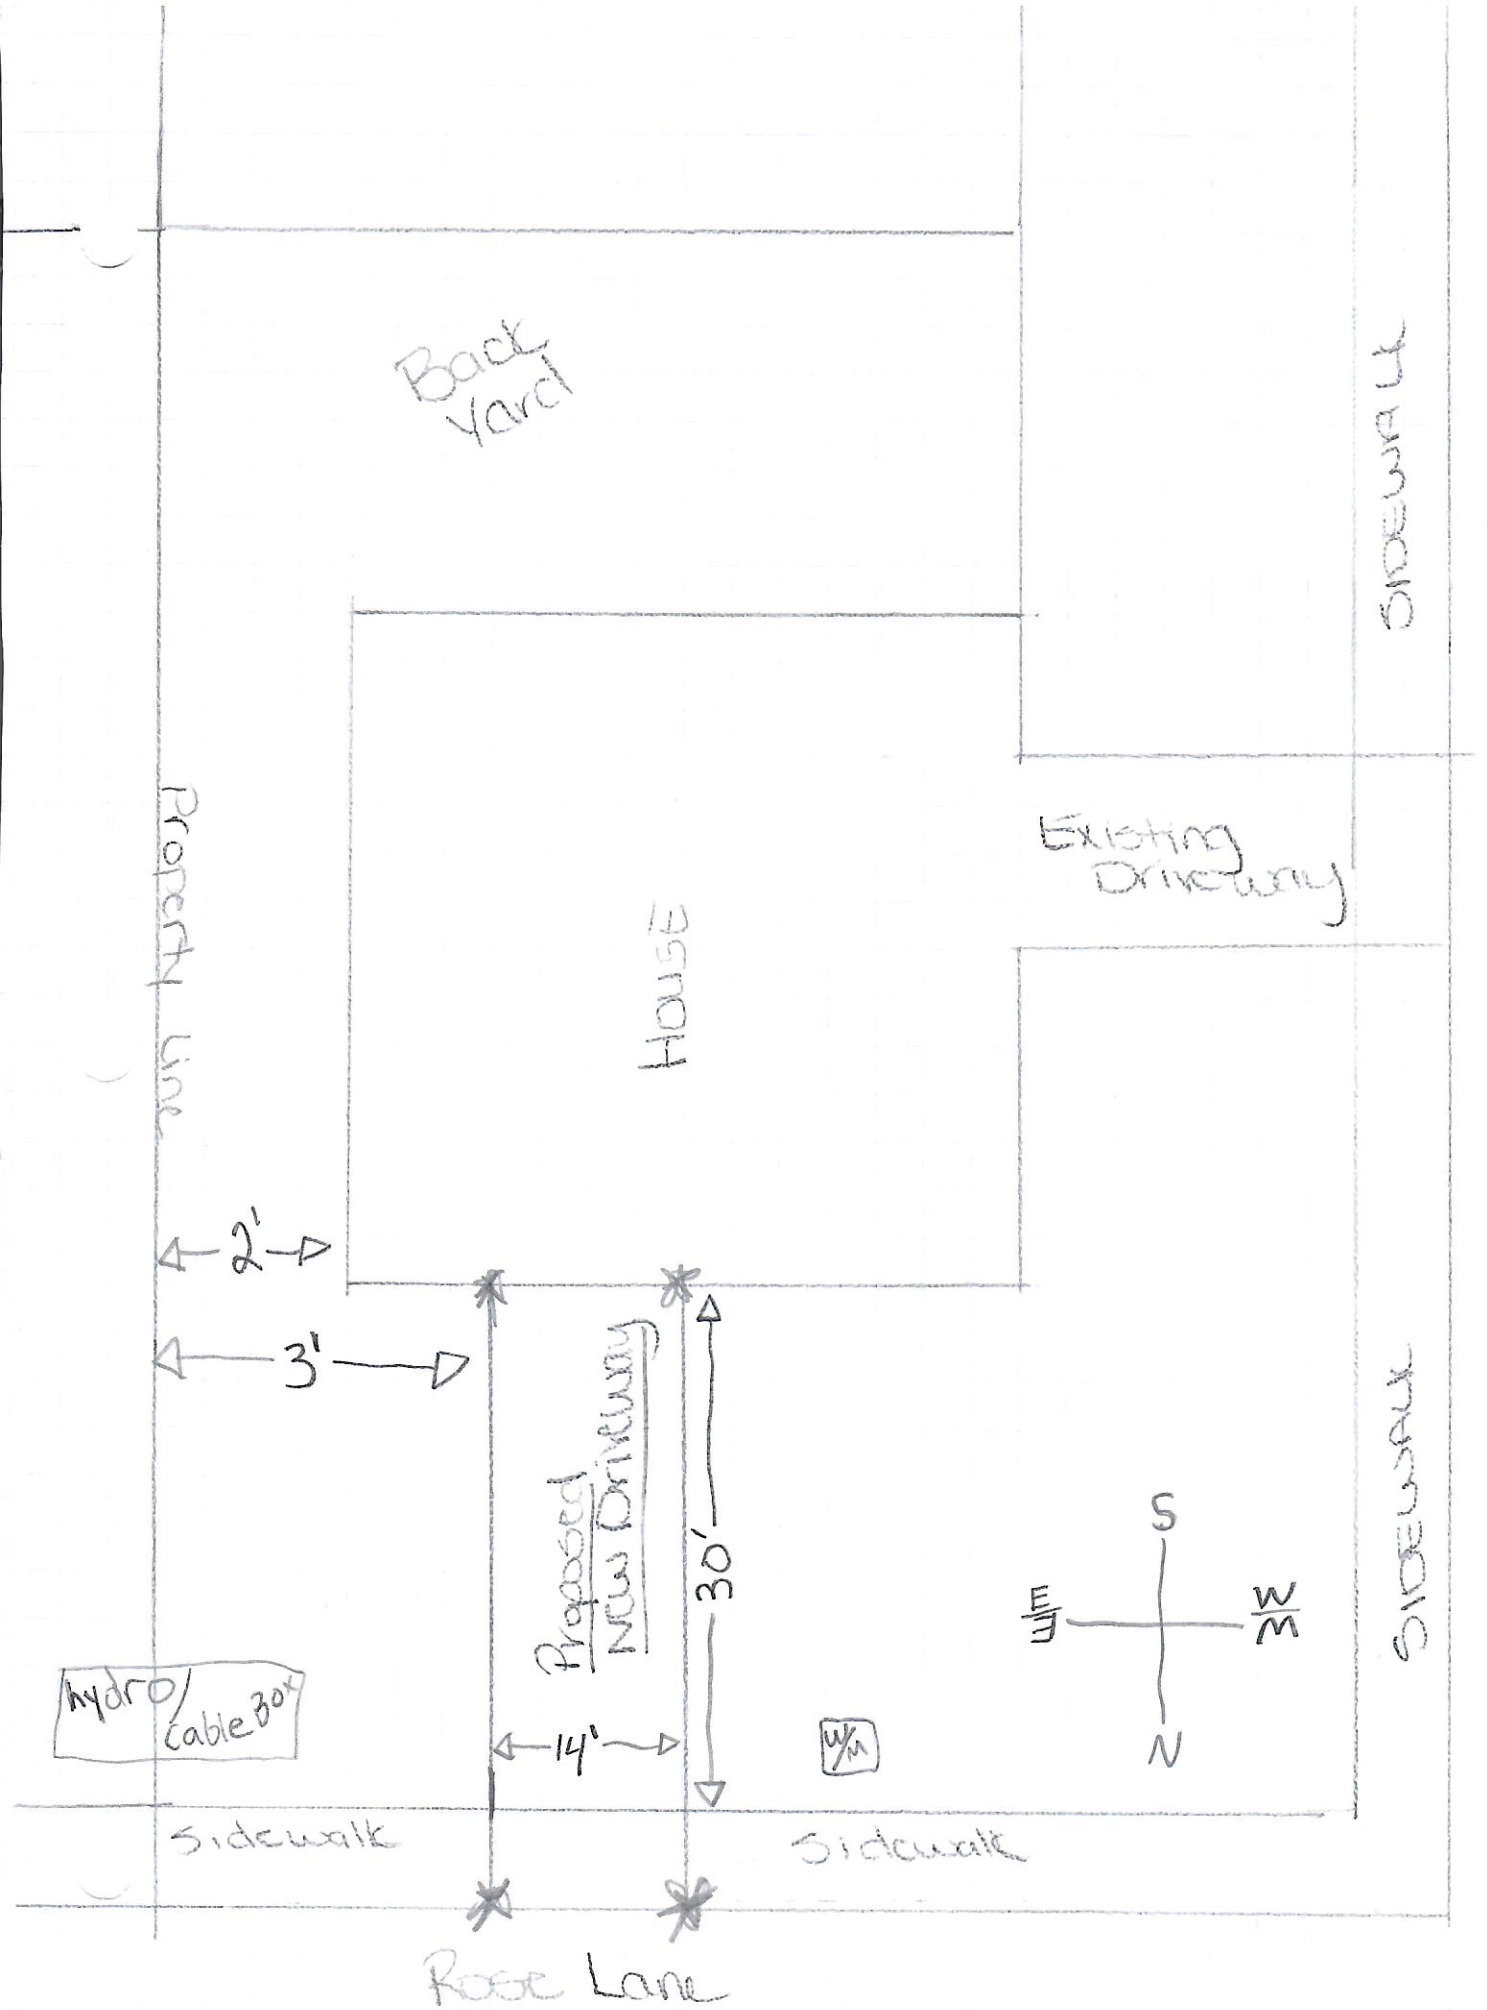 Back
Yard
SIDEWALK
Existing
Driveway
Property Line
HOUSE
2'
3'
Proposed
New Driveway
30'
SIDEWALK
S
E
W
N
hydro/
cable Box
14'
W/M
Sidewalk
Sidewalk
Rose Lane